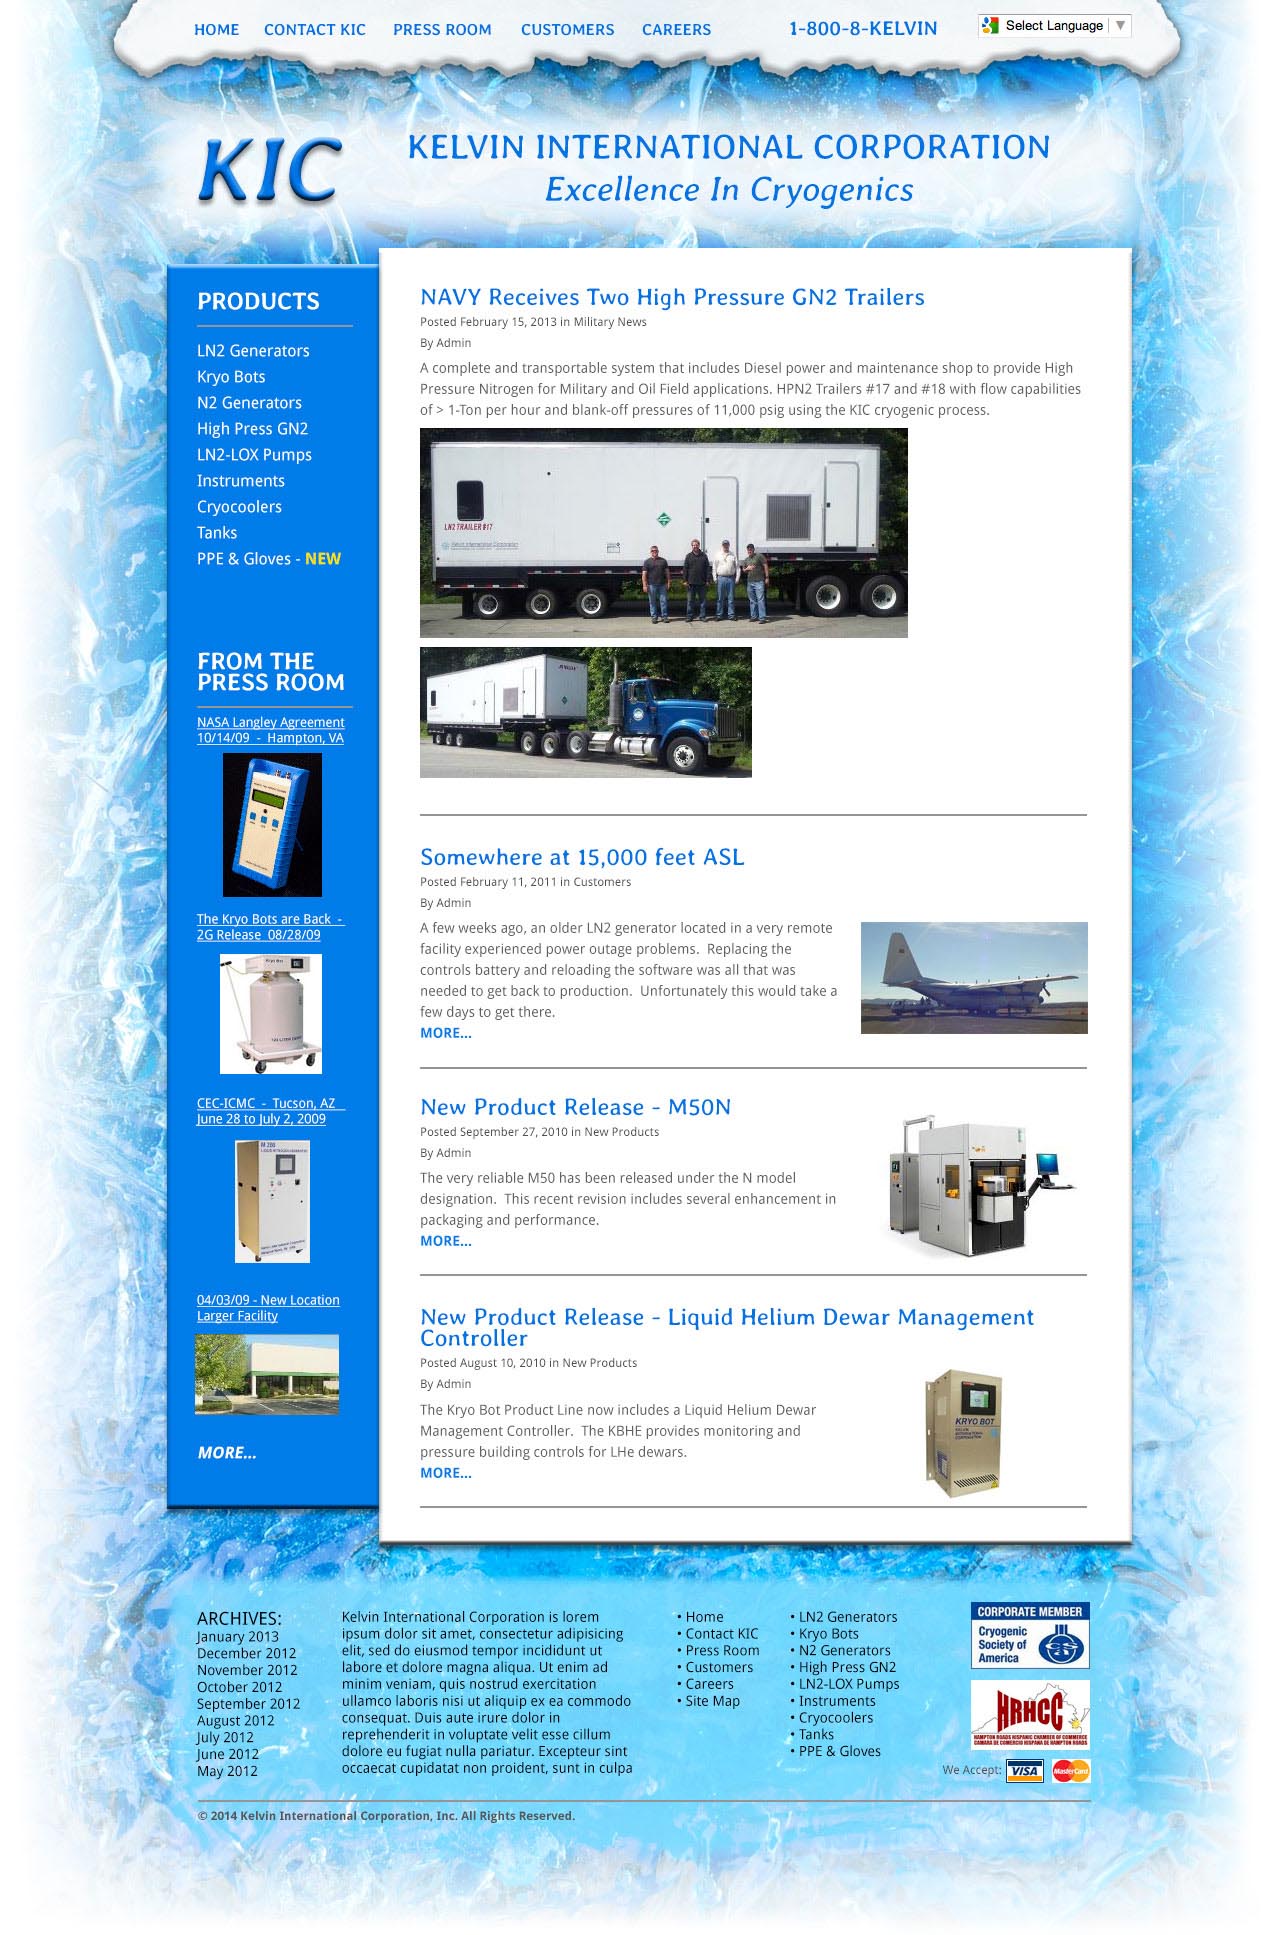 HOME CONTACT KIC PRESS ROOM CUSTOMERS CAREERS 1-800-8-KELVIN Select Language
KIC
KELVIN INTERNATIONAL CORPORATION
Excellence In Cryogenics
PRODUCTS
LN2 Generators
Kryo Bots
N2 Generators
High Press GN2
LN2-LOX Pumps
Instruments
Cryocoolers
Tanks
PPE & Gloves - NEW
FROM THE
PRESS ROOM
NASA Langley Agreement
10/14/09 - Hampton, VA
The Kryo Bots are Back -
2G Release 08/28/09
Kryo Bot
CEC-ICMC - Tucson, AZ
June 28 to July 2, 2009
M 200
04/03/09 - New Location
Larger Facility
MORE...
NAVY Receives Two High Pressure GN2 Trailers
Posted February 15, 2013 in Military News
By Admin
A complete and transportable system that includes Diesel power and maintenance shop to provide High
Pressure Nitrogen for Military and Oil Field applications. HPN2 Trailers #17 and #18 with flow capabilities
of > 1-Ton per hour and blank-off pressures of 11,000 psig using the KIC cryogenic process.
LN2 TRAILER #17
Kelvin International Corporation
Somewhere at 15,000 feet ASL
Posted February 11, 2011 in Customers
By Admin
A few weeks ago, an older LN2 generator located in a very remote
facility experienced power outage problems.  Replacing the
controls battery and reloading the software was all that was
needed to get back to production.  Unfortunately this would take a
few days to get there.
MORE...
New Product Release - M50N
Posted September 27, 2010 in New Products
By Admin
The very reliable M50 has been released under the N model
designation.  This recent revision includes several enhancement in
packaging and performance.
MORE...
New Product Release - Liquid Helium Dewar Management
Controller
Posted August 10, 2010 in New Products
By Admin
The Kryo Bot Product Line now includes a Liquid Helium Dewar
Management Controller.  The KBHE provides monitoring and
pressure building controls for LHe dewars.
MORE...
KRYO BOT
KELVIN
INTERNATIONAL
CORPORATION
ARCHIVES:
January 2013
December 2012
November 2012
October 2012
September 2012
August 2012
July 2012
June 2012
May 2012
Kelvin International Corporation is lorem
ipsum dolor sit amet, consectetur adipisicing
elit, sed do eiusmod tempor incididunt ut
labore et dolore magna aliqua. Ut enim ad
minim veniam, quis nostrud exercitation
ullamco laboris nisi ut aliquip ex ea commodo
consequat. Duis aute irure dolor in
reprehenderit in voluptate velit esse cillum
dolore eu fugiat nulla pariatur. Excepteur sint
occaecat cupidatat non proident, sunt in culpa
• Home
• Contact KIC
• Press Room
• Customers
• Careers
• Site Map
• LN2 Generators
• Kryo Bots
• N2 Generators
• High Press GN2
• LN2-LOX Pumps
• Instruments
• Cryocoolers
• Tanks
• PPE & Gloves
CORPORATE MEMBER
Cryogenic
Society of
America
HRHCC
HAMPTON ROADS HISPANIC CHAMBER OF COMMERCE
CAMARA DE COMERCIO HISPANA DE HAMPTON ROADS
We Accept: VISA MasterCard
© 2014 Kelvin International Corporation, Inc. All Rights Reserved.